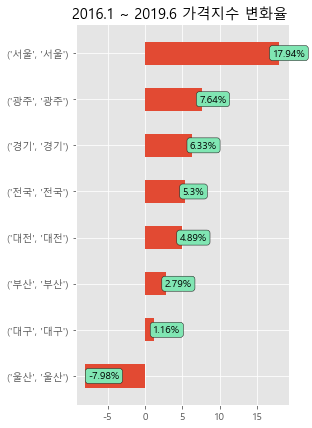 2016.1 ~ 2019.6 가격지수 변화율
('서울', '서울')
17.94%
('광주', '광주')
7.64%
('경기', '경기')
6.33%
('전국', '전국')
5.3%
('대전', '대전')
4.89%
('부산', '부산')
2.79%
('대구', '대구')
1.16%
('울산', '울산')
-7.98%
-5 0 5 10 15